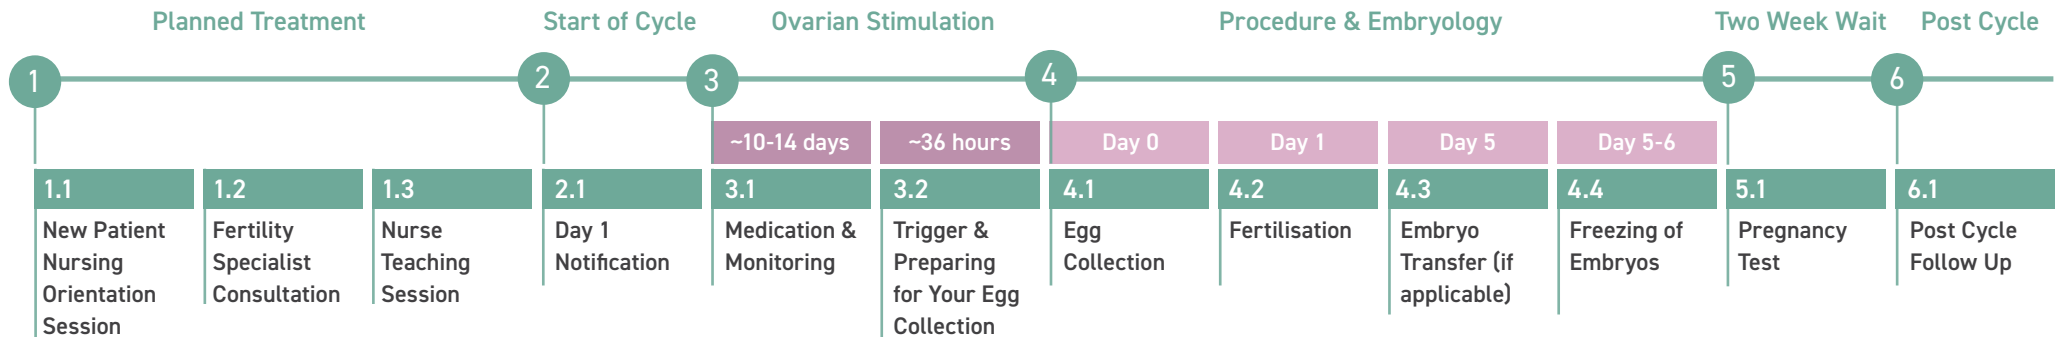 Planned Treatment
Start of Cycle
Ovarian Stimulation
Procedure & Embryology
Two Week Wait
Post Cycle
1
2
3
4
5
6
~10-14 days
~36 hours
Day 0
Day 1
Day 5
Day 5-6
1.1
New Patient
Nursing
Orientation
Session
1.2
Fertility
Specialist
Consultation
1.3
Nurse
Teaching
Session
2.1
Day 1
Notification
3.1
Medication &
Monitoring
3.2
Trigger &
Preparing
for Your Egg
Collection
4.1
Egg
Collection
4.2
Fertilisation
4.3
Embryo
Transfer (if
applicable)
4.4
Freezing of
Embryos
5.1
Pregnancy
Test
6.1
Post Cycle
Follow Up